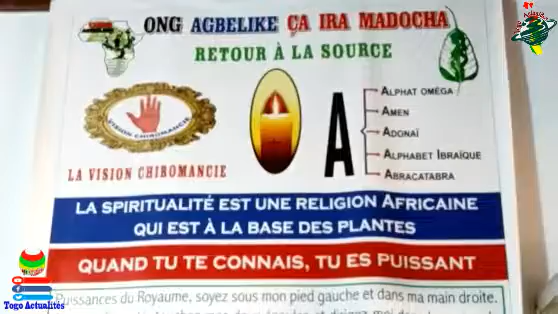 ONG AGBELIKE ÇA IRA MADOCHA
RETOUR À LA SOURCE
VISION CHIROMANCIE
LA VISION CHIROMANCIE
A
ALPHAT OMÉGA
AMEN
ADONAÏ
ALPHABET IBRAÏQUE
ABRACATABRA
LA SPIRITUALITÉ EST UNE RELIGION AFRICAINE
QUI EST À LA BASE DES PLANTES
QUAND TU TE CONNAIS, TU ES PUISSANT
Puissances du Royaume, soyez sous mon pied gauche et dans ma main droite.
Togo Actualités